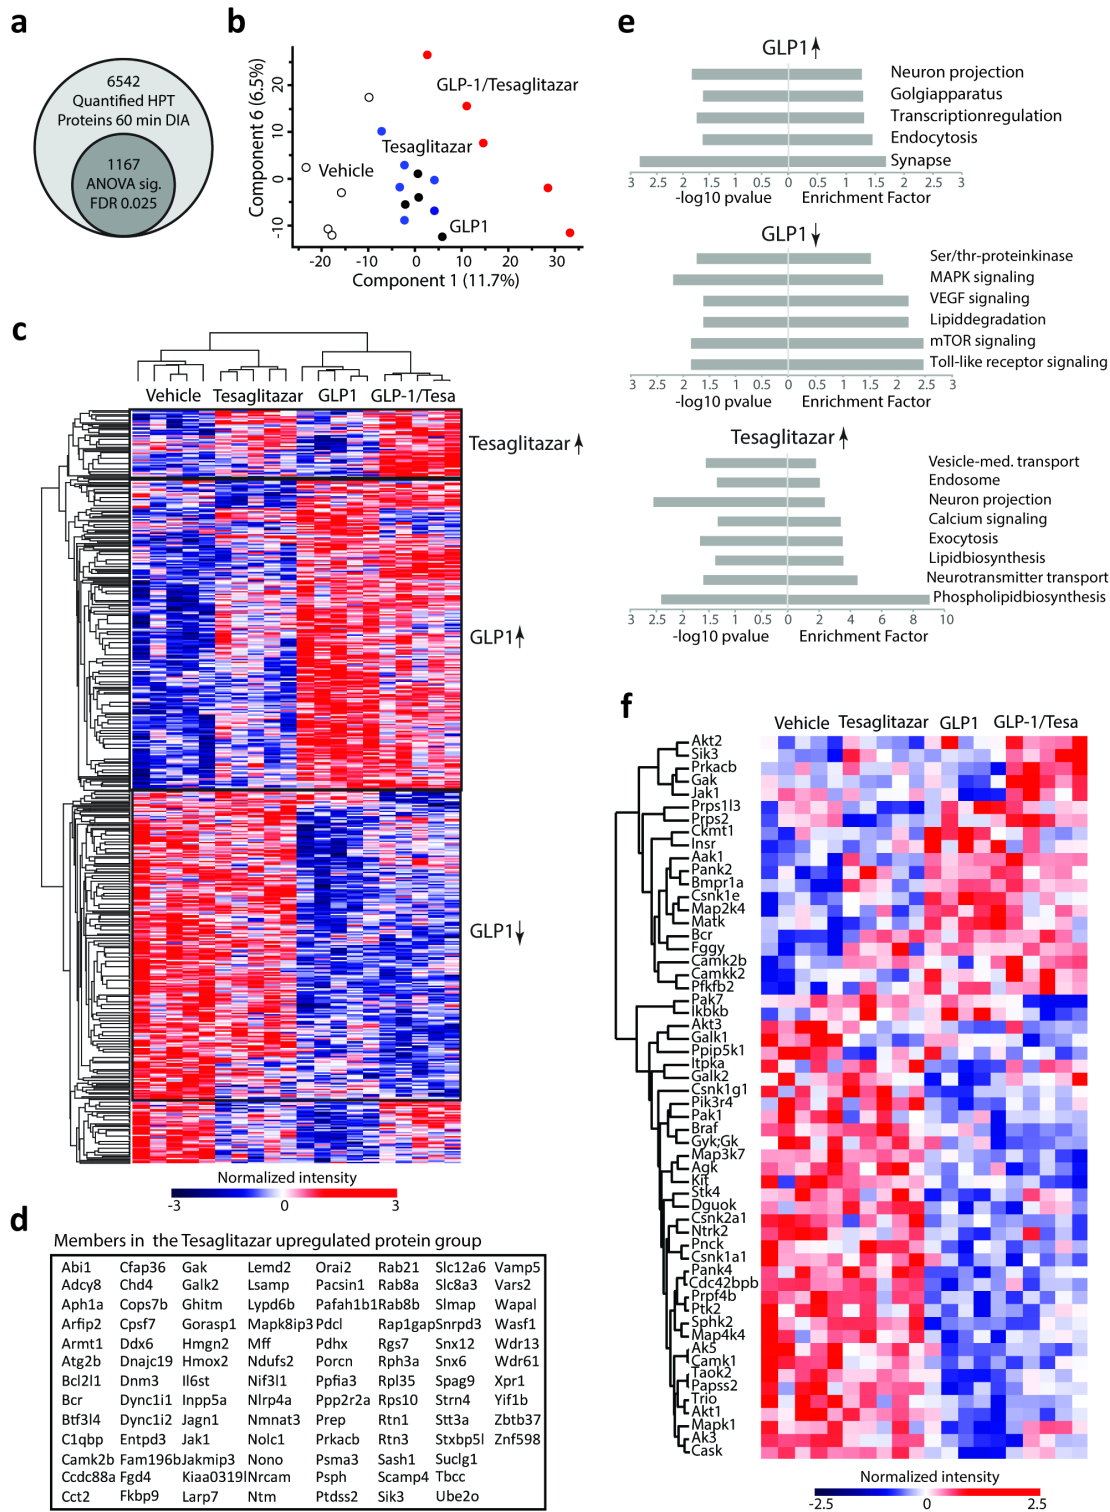 a
6542
Quantified HPT
Proteins 60 min DIA
1167
ANOVA sig.
FDR 0.025
b
Component 6 (6.5%)
20
10
0
-10
GLP-1/Tesaglitazar
Tesaglitazar
Vehicle
GLP1
-20 -10 0 10 20 30
Component 1 (11.7%)
c
Vehicle Tesaglitazar GLP1 GLP-1/Tesa
Tesaglitazar
GLP1
GLP1
Normalized intensity
-3 0 3
d
Members in the Tesaglitazar upregulated protein group
Abi1 Cfap36 Gak Lemd2 Orai2 Rab21 Slc12a6 Vamp5
Adcy8 Chd4 Galk2 Lsamp Pacsin1 Rab8a Slc8a3 Vars2
Aph1a Cops7b Ghitm Lypd6b Pafah1b1 Rab8b Slmap Wapal
Arfip2 Cpsf7 Gorasp1 Mapk8ip3 Pdcl Rap1gap Snrpd3 Wasf1
Armt1 Ddx6 Hmgn2 Mff Pdhx Rgs7 Snx12 Wdr13
Atg2b Dnajc19 Hmox2 Ndufs2 Porcn Rph3a Snx6 Wdr61
Bcl2l1 Dnm3 Il6st Nif3l1 Ppfia3 Rpl35 Spag9 Xpr1
Bcr Dync1i1 Inpp5a Nlrp4a Ppp2r2a Rps10 Strn4 Yif1b
Btf3l4 Dync1i2 Jagn1 Nmnat3 Prep Rtn1 Stt3a Zbtb37
C1qbp Entpd3 Jak1 Nolc1 Prkacb Rtn3 Stxbp5l Znf598
Camk2b Fam196b Jakmip3 Nono Psma3 Sash1 Suclg1
Ccdc88a Fgd4 Kiaa0319l Nrcam Psph Scamp4 Tbcc
Cct2 Fkbp9 Larp7 Ntm Ptdss2 Sik3 Ube2o
e
GLP1
Neuron projection
Golgiapparatus
Transcriptionregulation
Endocytosis
Synapse
3 2.5 2 1.5 1 0.5 0 0.5 1 1.5 2 2.5 3
-log10 pvalue Enrichment Factor
GLP1
Ser/thr-proteinkinase
MAPK signaling
VEGF signaling
Lipiddegradation
mTOR signaling
Toll-like receptor signaling
3 2.5 2 1.5 1 0.5 0 0.5 1 1.5 2 2.5 3
-log10 pvalue Enrichment Factor
Tesaglitazar
Vesicle-med. transport
Endosome
Neuron projection
Calcium signaling
Exocytosis
Lipidbiosynthesis
Neurotransmitter transport
Phospholipidbiosynthesis
3 2.5 2 1.5 1 0.5 0 2 4 6 8 10
-log10 pvalue Enrichment Factor
f
Vehicle Tesaglitazar GLP1 GLP-1/Tesa
Akt2
Sik3
Prkacb
Gak
Jak1
Prps1l3
Prps2
Ckmt1
Insr
Aak1
Pank2
Bmpr1a
Csnk1e
Map2k4
Matk
Bcr
Fggy
Camk2b
Camkk2
Pfkfb2
Pak7
Ikbkb
Akt3
Galk1
Ppip5k1
Itpka
Galk2
Csnk1g1
Pik3r4
Pak1
Braf
Gyk;Gk
Map3k7
Agk
Kit
Stk4
Dguok
Csnk2a1
Ntrk2
Pnck
Csnk1a1
Pank4
Cdc42bpb
Prpf4b
Ptk2
Sphk2
Map4k4
Ak5
Camk1
Taok2
Papss2
Trio
Akt1
Mapk1
Ak3
Cask
Normalized intensity
-2.5 0 2.5